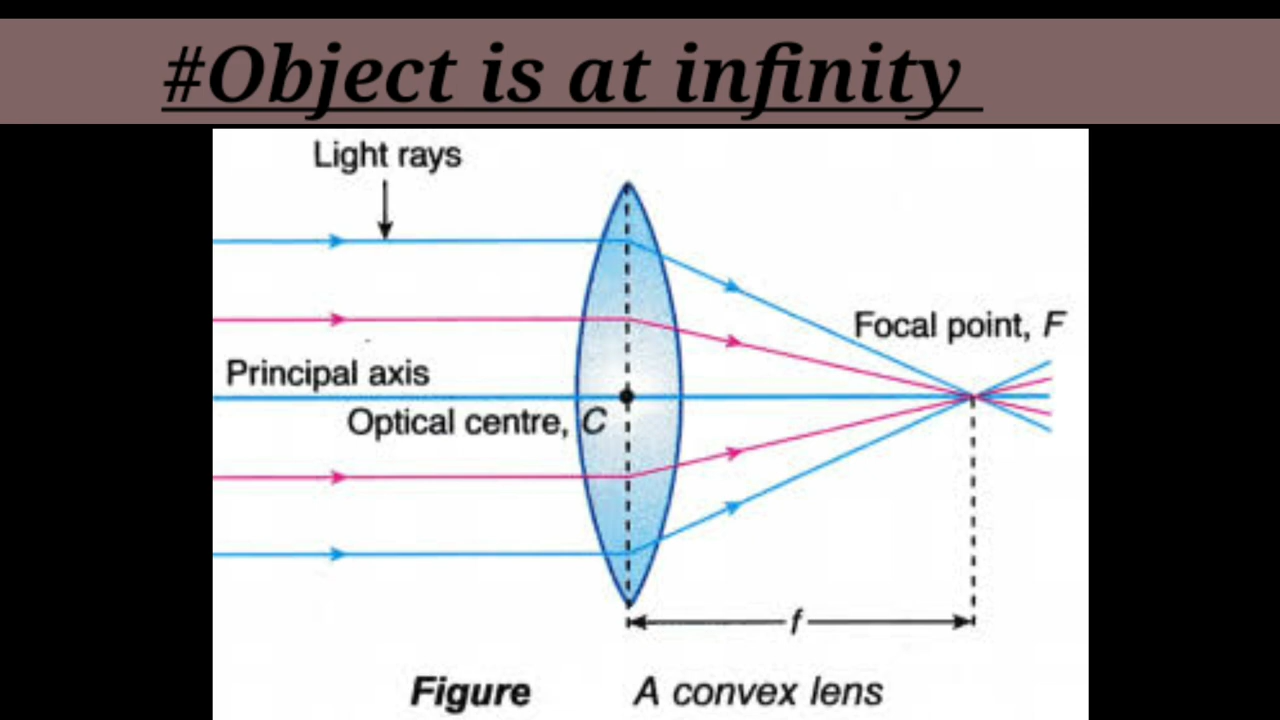 #Object is at infinity
Light rays
Focal point, F
Principal axis
Optical centre, C
f
Figure A convex lens